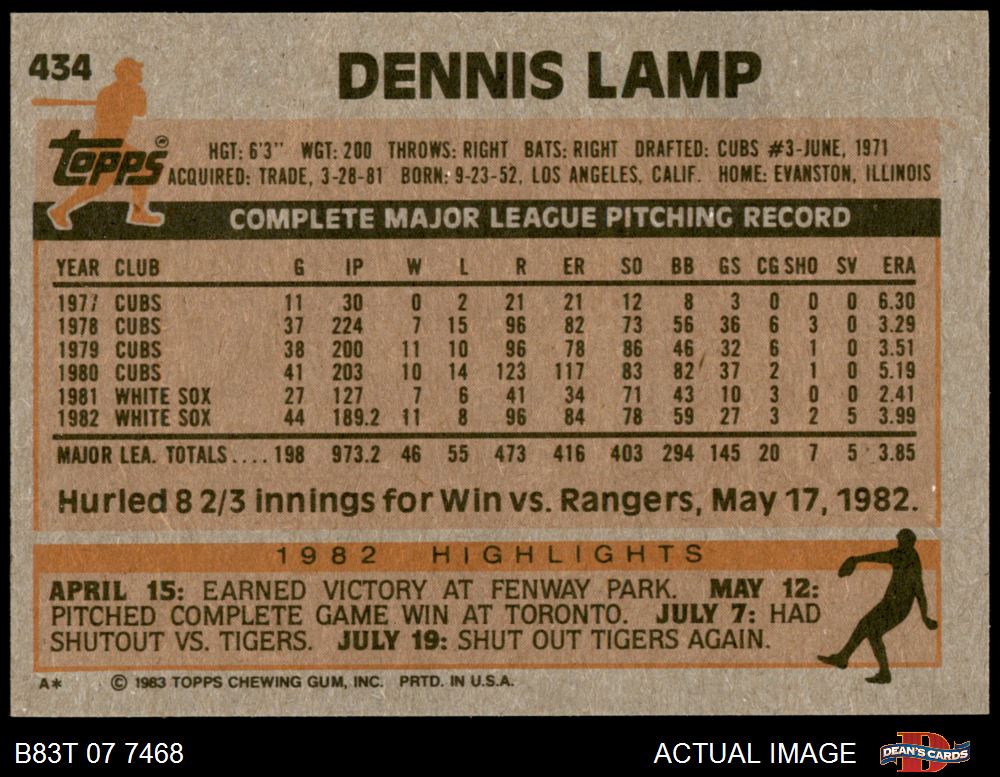 434
DENNIS LAMP
Topps®
HGT: 6'3" WGT: 200 THROWS: RIGHT BATS: RIGHT DRAFTED: CUBS #3-JUNE, 1971
ACQUIRED: TRADE, 3-28-81 BORN: 9-23-52, LOS ANGELES, CALIF. HOME: EVANSTON, ILLINOIS
COMPLETE MAJOR LEAGUE PITCHING RECORD
YEAR CLUB G IP W L R ER SO BB GS CG SHO SV ERA
1977 CUBS 11 30 0 2 21 21 12 8 3 0 0 0 6.30
1978 CUBS 37 224 7 15 96 82 73 56 36 6 3 0 3.29
1979 CUBS 38 200 11 10 96 78 86 46 32 6 1 0 3.51
1980 CUBS 41 203 10 14 123 117 83 82 37 2 1 0 5.19
1981 WHITE SOX 27 127 7 6 41 34 71 43 10 3 0 0 2.41
1982 WHITE SOX 44 189.2 11 8 96 84 78 59 27 3 2 5 3.99
MAJOR LEA. TOTALS.... 198 973.2 46 55 473 416 403 294 145 20 7 5 3.85
Hurled 8 2/3 innings for Win vs. Rangers, May 17, 1982.
1982 HIGHLIGHTS
APRIL 15: EARNED VICTORY AT FENWAY PARK. MAY 12:
PITCHED COMPLETE GAME WIN AT TORONTO. JULY 7: HAD
SHUTOUT VS. TIGERS. JULY 19: SHUT OUT TIGERS AGAIN.
A* © 1983 TOPPS CHEWING GUM, INC. PRTD. IN U.S.A.
B83T 07 7468
ACTUAL IMAGE
DEAN'S CARDS